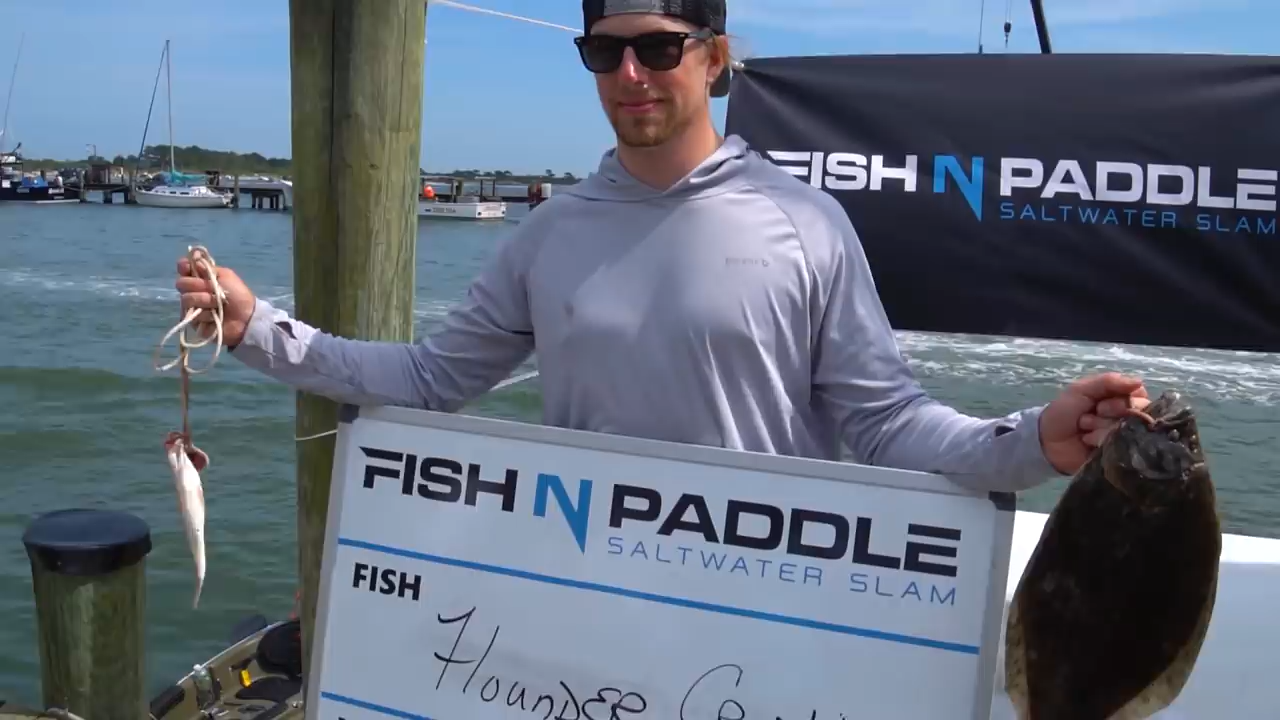 FISH N PADDLE
SALTWATER SLAM
FISH N PADDLE
SALTWATER SLAM
FISH
FlounDER